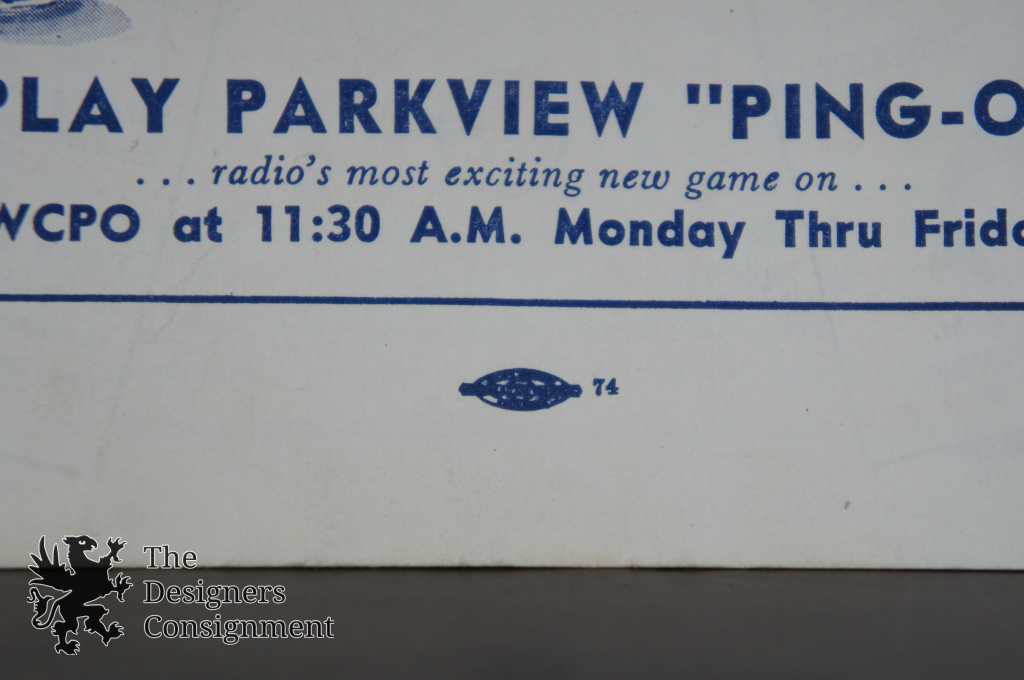 PLAY PARKVIEW "PING-O
. . . radio's most exciting new game on . . .
WCPO at 11:30 A.M. Monday Thru Frida
74
The
Designers
Consignment